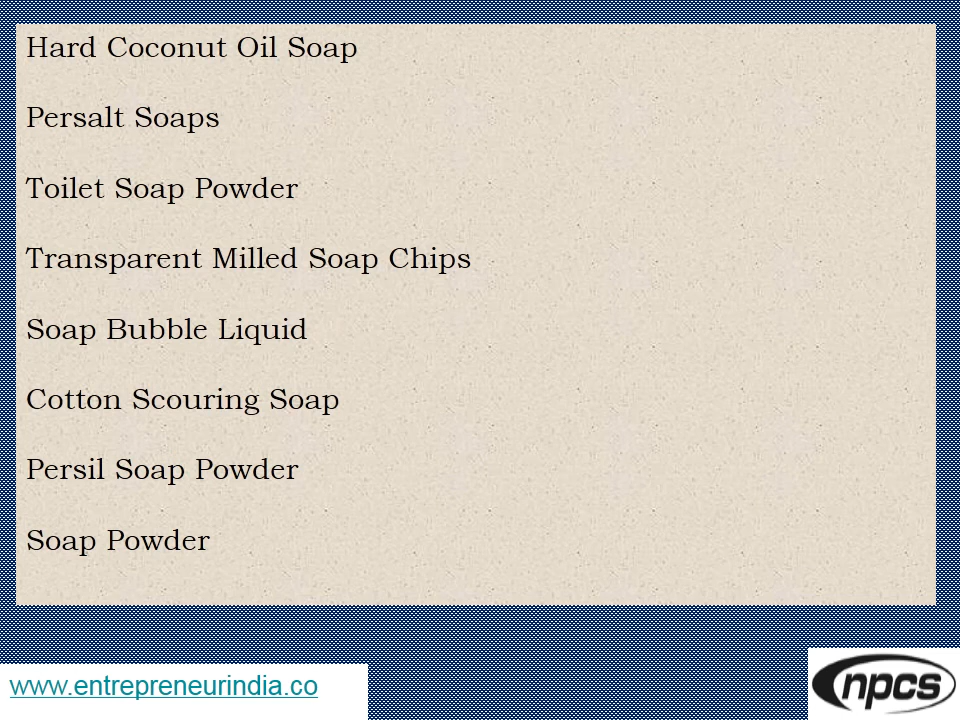 Hard Coconut Oil Soap
Persalt Soaps
Toilet Soap Powder
Transparent Milled Soap Chips
Soap Bubble Liquid
Cotton Scouring Soap
Persil Soap Powder
Soap Powder
www.entrepreneurindia.co
npcs